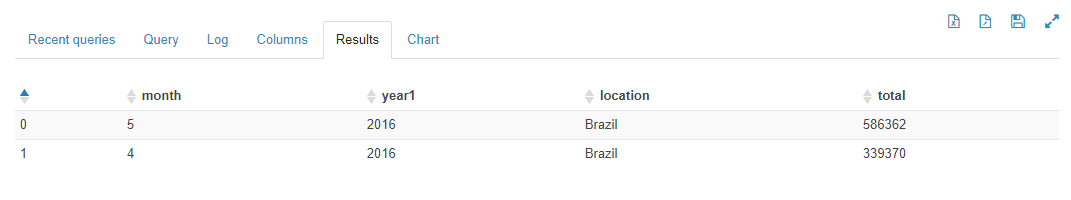 Recent queries Query Log Columns Results Chart
month year1 location total
0 5 2016 Brazil 586362
1 4 2016 Brazil 339370